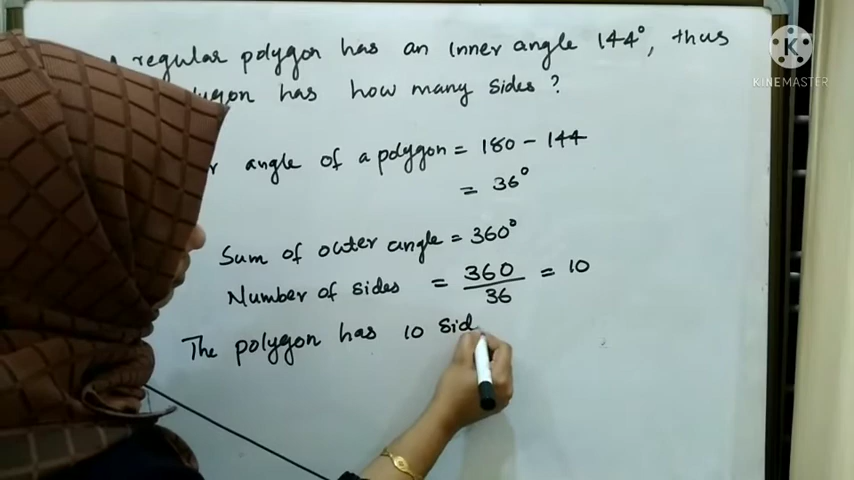 regular polygon has an inner angle 144°, thus
has how many sides?
angle of a polygon = 180 - 144
= 36°
Sum of outer angle = 360°
Number of sides = 360/36 = 10
The polygon has 10 sid
K
KINEMASTER